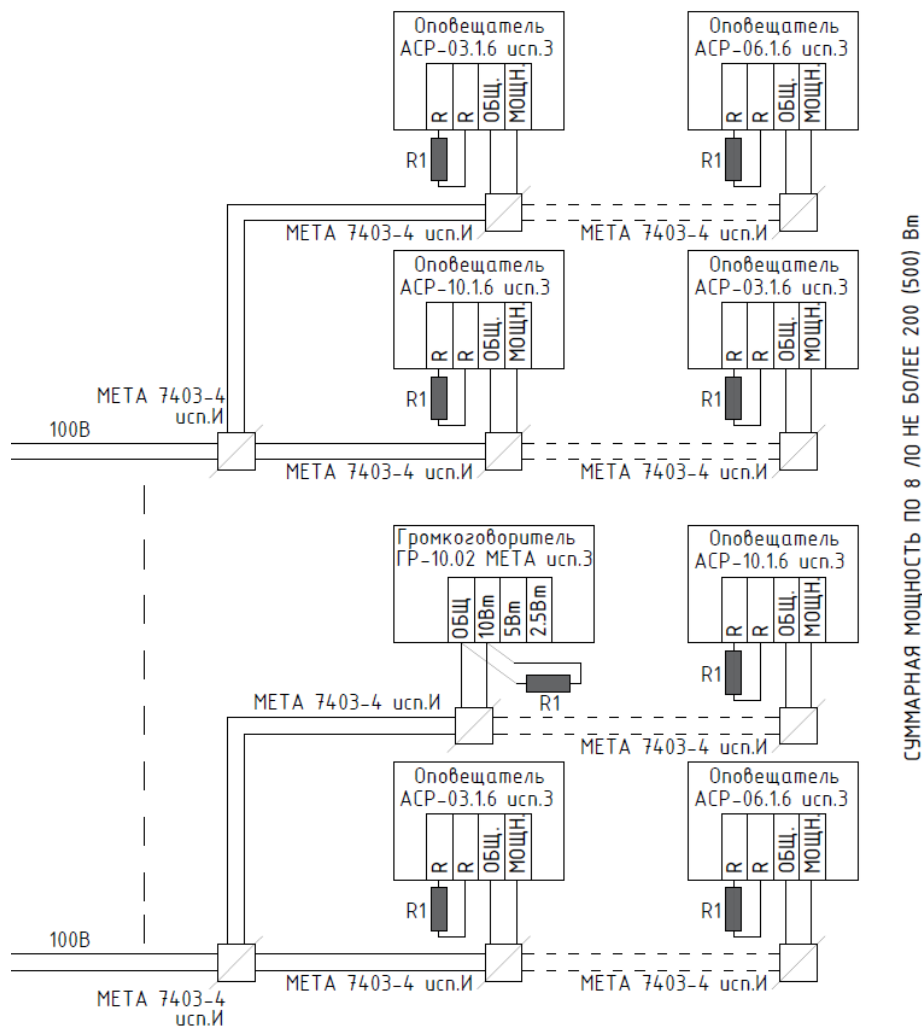 Оповещатель
АСР-03.1.6 исп.3
R
R
ОБЩ.
МОЩН.
R1
Оповещатель
АСР-06.1.6 исп.3
R
R
ОБЩ.
МОЩН.
R1
МЕТА 7403-4 исп.И
МЕТА 7403-4 исп.И
Оповещатель
АСР-10.1.6 исп.3
R
R
ОБЩ.
МОЩН.
R1
Оповещатель
АСР-03.1.6 исп.3
R
R
ОБЩ.
МОЩН.
R1
МЕТА 7403-4
исп.И
100В
МЕТА 7403-4 исп.И
МЕТА 7403-4 исп.И
Громкоговоритель
ГР-10.02 МЕТА исп.3
ОБЩ
10Вт
5Вт
2.5Вт
R1
Оповещатель
АСР-10.1.6 исп.3
R
R
ОБЩ.
МОЩН.
R1
МЕТА 7403-4 исп.И
МЕТА 7403-4 исп.И
Оповещатель
АСР-03.1.6 исп.3
R
R
ОБЩ.
МОЩН.
R1
Оповещатель
АСР-06.1.6 исп.3
R
R
ОБЩ.
МОЩН.
R1
100В
МЕТА 7403-4
исп.И
МЕТА 7403-4 исп.И
МЕТА 7403-4 исп.И
СУММАРНАЯ МОЩНОСТЬ ПО 8 ЛО НЕ БОЛЕЕ 200 (500) Вт